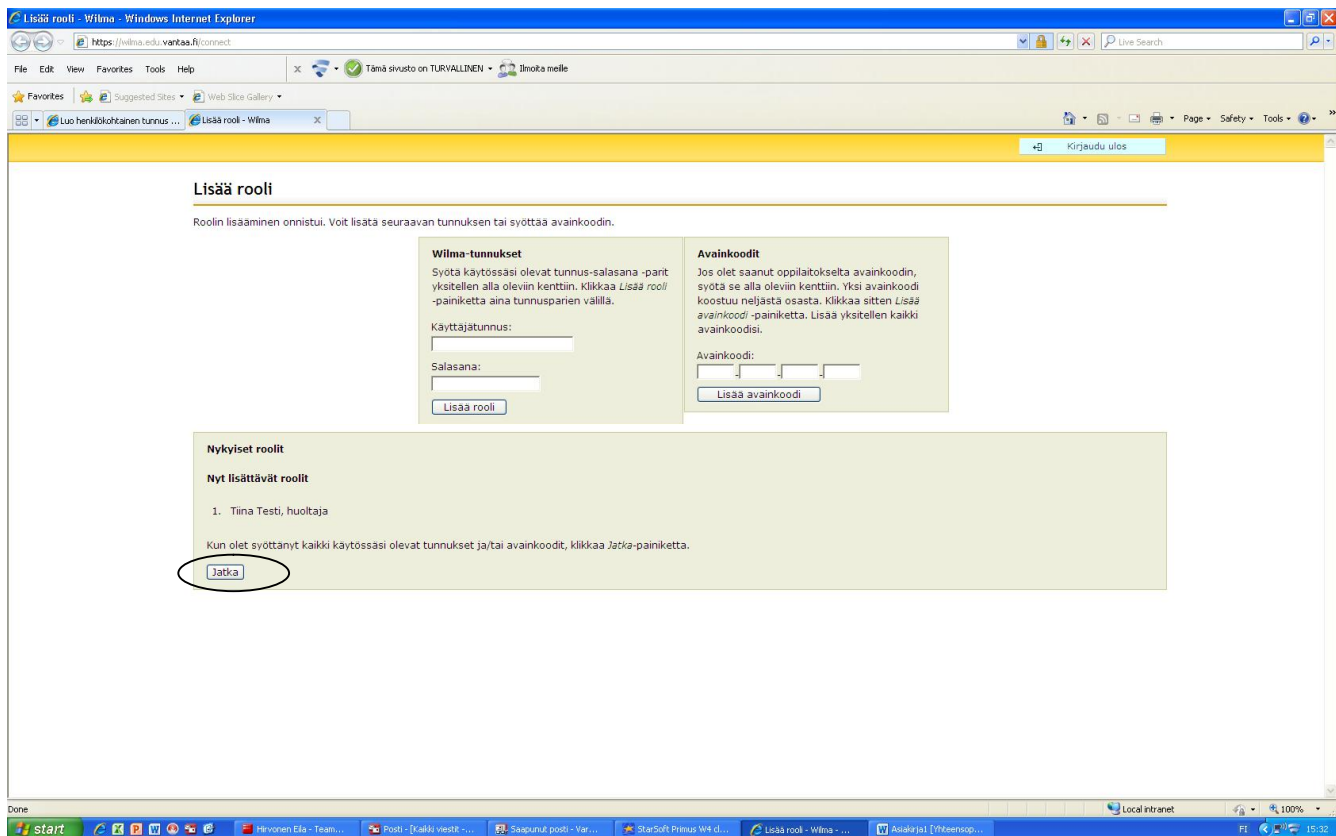 Lisää rooli - Wilma - Windows Internet Explorer
https://wilma.edu.vantaa.fi/connect
Live Search
File Edit View Favorites Tools Help
x
Tämä sivusto on TURVALLINEN
Ilmoita meille
Favorites
Suggested Sites
Web Slice Gallery
Luo henkilökohtainen tunnus ...
Lisää rooli - Wilma
Page Safety Tools
Kirjaudu ulos
Lisää rooli
Roolin lisääminen onnistui. Voit lisätä seuraavan tunnuksen tai syöttää avainkoodin.
Wilma-tunnukset
Syötä käytössäsi olevat tunnus-salasana -parit
yksitellen alla oleviin kenttiin. Klikkaa Lisää rooli
-painiketta aina tunnusparien välillä.
Käyttäjätunnus:
Salasana:
Lisää rooli
Avainkoodit
Jos olet saanut oppilaitokselta avainkoodin,
syötä se alla oleviin kenttiin. Yksi avainkoodi
koostuu neljästä osasta. Klikkaa sitten Lisää
avainkoodi -painiketta. Lisää yksitellen kaikki
avainkoodisi.
Avainkoodi:
- - -
Lisää avainkoodi
Nykyiset roolit
Nyt lisättävät roolit
1. Tiina Testi, huoltaja
Kun olet syöttänyt kaikki käytössäsi olevat tunnukset ja/tai avainkoodit, klikkaa Jatka-painiketta.
Jatka
Done
Local intranet
100%
start
Hirvonen Eila - Team...
Posti - [Kaikki viestit -...
Saapunut posti - Var...
StarSoft Primus W4 cl...
Lisää rooli - Wilma - ...
Asiakirja1 [Yhteensop...
FI
15:32